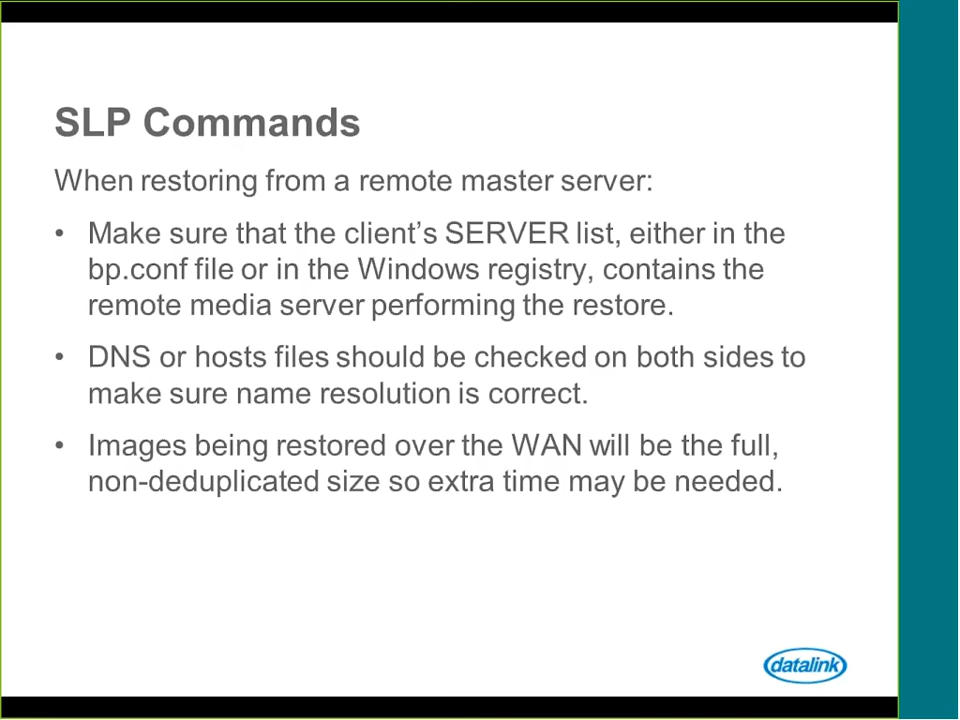 SLP Commands
When restoring from a remote master server:
• Make sure that the client’s SERVER list, either in the
bp.conf file or in the Windows registry, contains the
remote media server performing the restore.
• DNS or hosts files should be checked on both sides to
make sure name resolution is correct.
• Images being restored over the WAN will be the full,
non-deduplicated size so extra time may be needed.
datalink